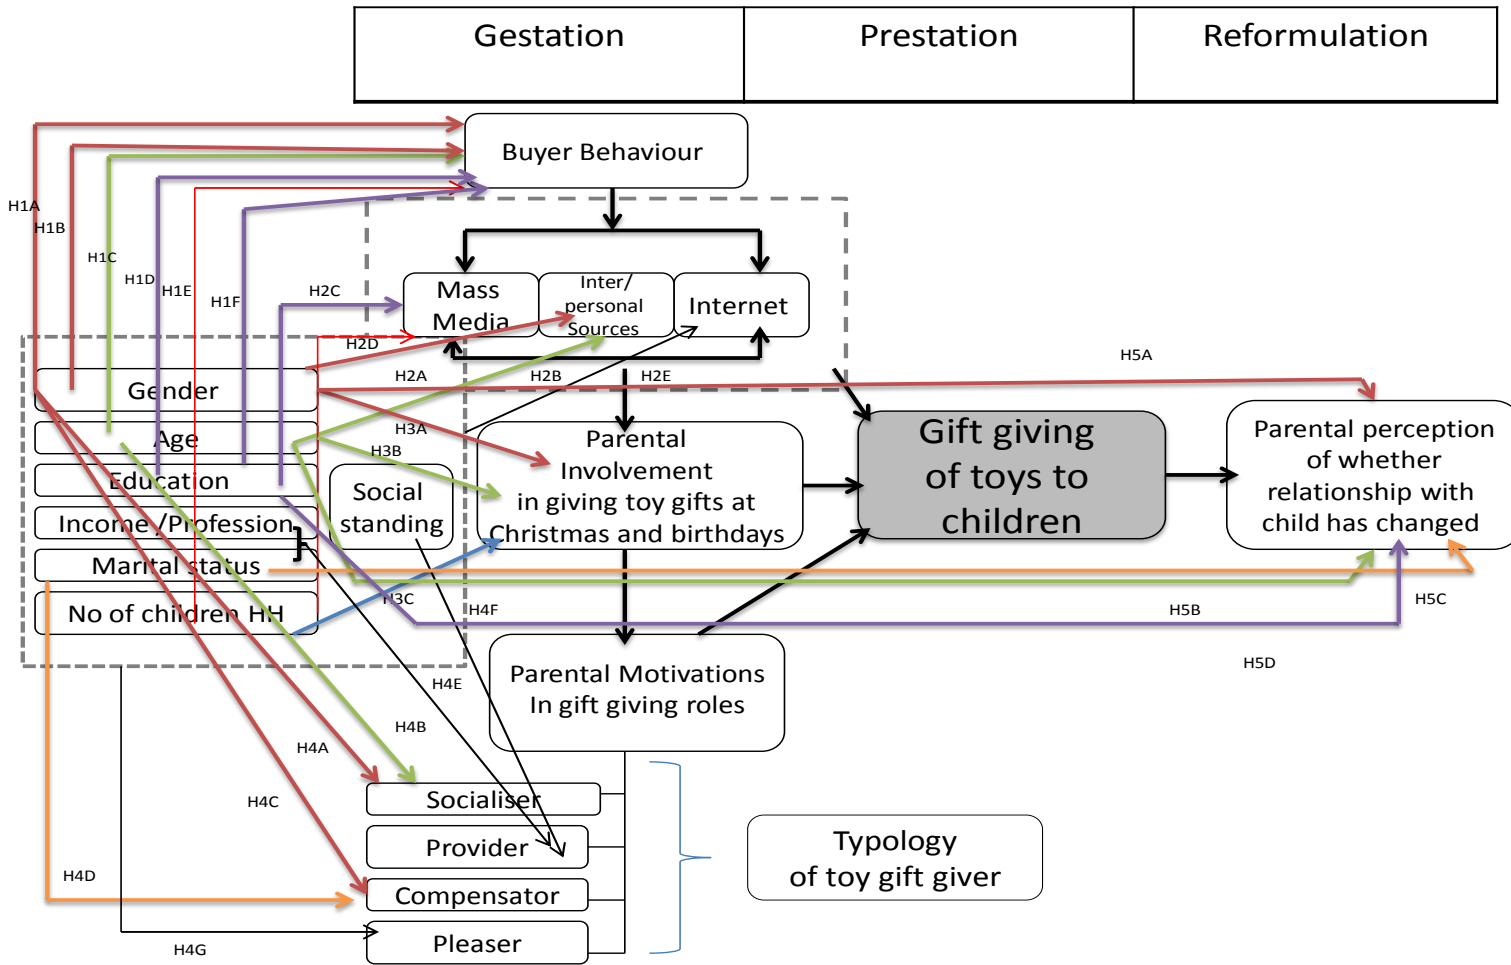 Gestation
Prestation
Reformulation
Buyer Behaviour
H1A
H1B
H1C
H1D
H1E
H1F
H2C
Mass
Media
Inter/
personal
Sources
Internet
H2D
H2A
H2B
H2E
H5A
Gender
Age
Education
Income /Profession
Marital status
No of children HH
Social
standing
H3A
H3B
Parental
Involvement
in giving toy gifts at
Christmas and birthdays
Gift giving
of toys to
children
Parental perception
of whether
relationship with
child has changed
H3C
H4F
H5B
H5C
H5D
Parental Motivations
In gift giving roles
H4E
H4B
H4A
H4C
H4D
H4G
Socialiser
Provider
Compensator
Pleaser
Typology
of toy gift giver